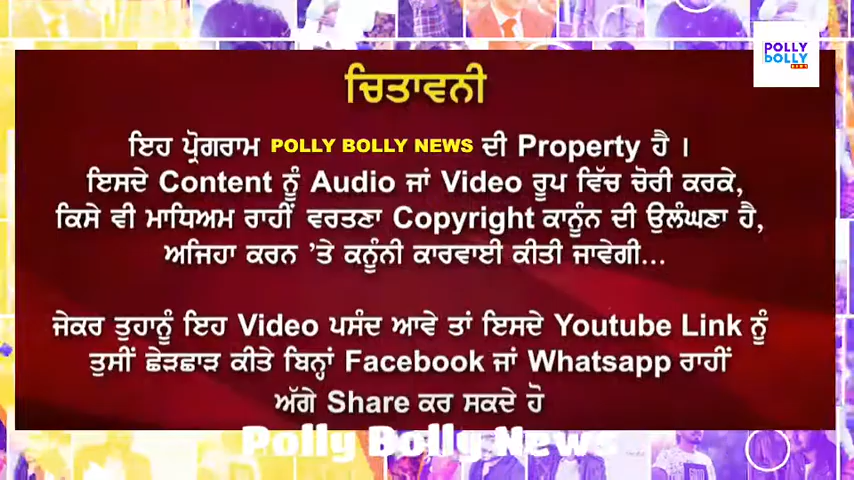 POLLY
BOLLY
NEWS
ਚਿਤਾਵਨੀ
ਇਹ ਪ੍ਰੋਗਰਾਮ POLLY BOLLY NEWS ਦੀ Property ਹੈ ।
ਇਸਦੇ Content ਨੂੰ Audio ਜਾਂ Video ਰੂਪ ਵਿੱਚ ਚੋਰੀ ਕਰਕੇ,
ਕਿਸੇ ਵੀ ਮਾਧਿਅਮ ਰਾਹੀਂ ਵਰਤਣਾ Copyright ਕਾਨੂੰਨ ਦੀ ਉਲੰਘਣਾ ਹੈ,
ਅਜਿਹਾ ਕਰਨ ’ਤੇ ਕਨੂੰਨੀ ਕਾਰਵਾਈ ਕੀਤੀ ਜਾਵੇਗੀ...
ਜੇਕਰ ਤੁਹਾਨੂੰ ਇਹ Video ਪਸੰਦ ਆਵੇ ਤਾਂ ਇਸਦੇ Youtube Link ਨੂੰ
ਤੁਸੀਂ ਛੇੜਛਾੜ ਕੀਤੇ ਬਿਨ੍ਹਾਂ Facebook ਜਾਂ Whatsapp ਰਾਹੀਂ
ਅੱਗੇ Share ਕਰ ਸਕਦੇ ਹੋ
Polly Bolly News